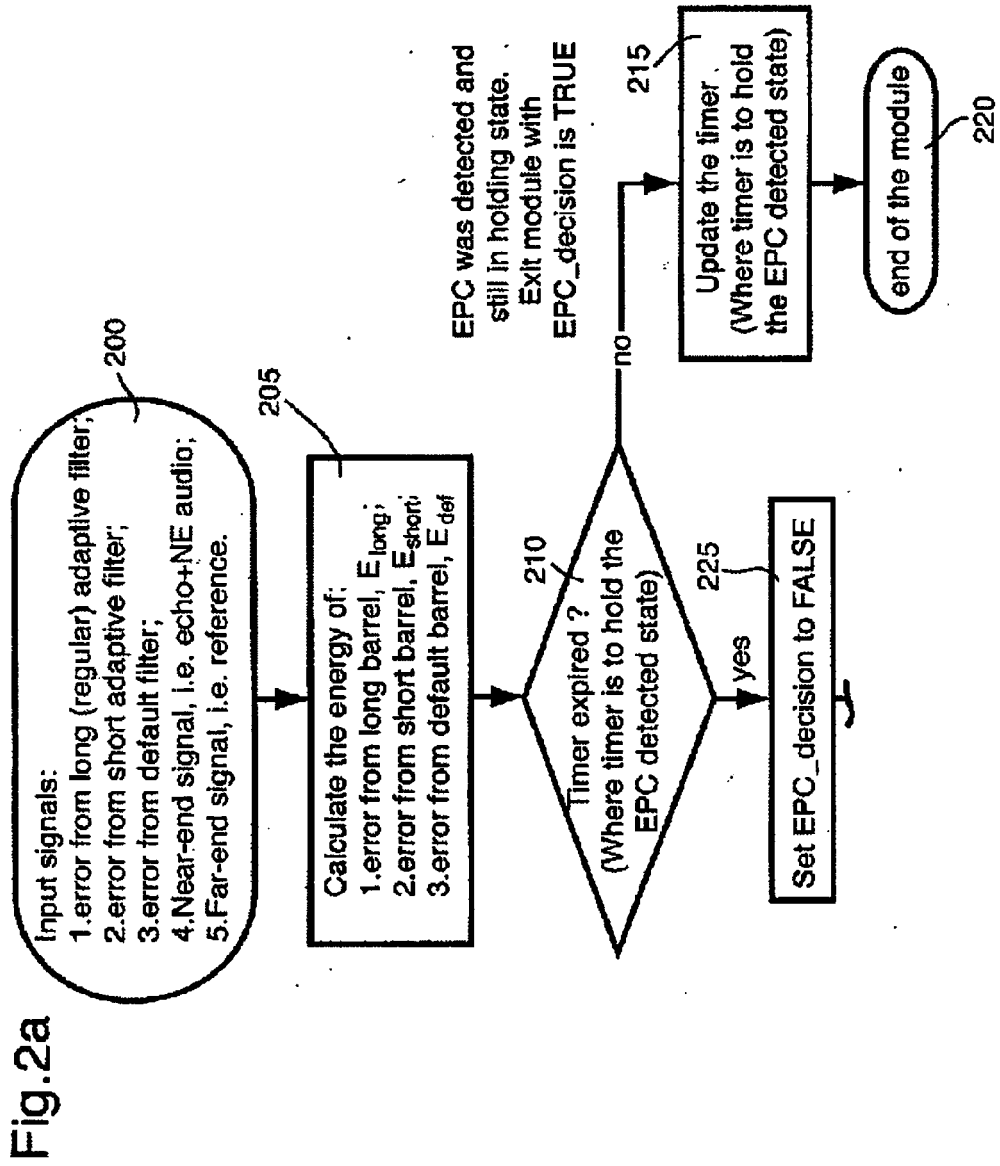 Fig.2a
Input signals:
1.error from long (regular) adaptive filter;
2.error from short adaptive filter;
3.error from default filter;
4.Near-end signal, i.e. echo+NE audio;
5.Far-end signal, i.e. reference.
200
Calculate the energy of:
1.error from long barrel, E_long;
2.error from short barrel, E_short;
3.error from default barrel, E_def
205
Timer expired ?
(Where timer is to hold the
EPC detected state)
210
no
EPC was detected and
still in holding state.
Exit module with
EPC_decision is TRUE
215
Update the timer.
(Where timer is to hold
the EPC detected state)
end of the module
220
yes
225
Set EPC_decision to FALSE